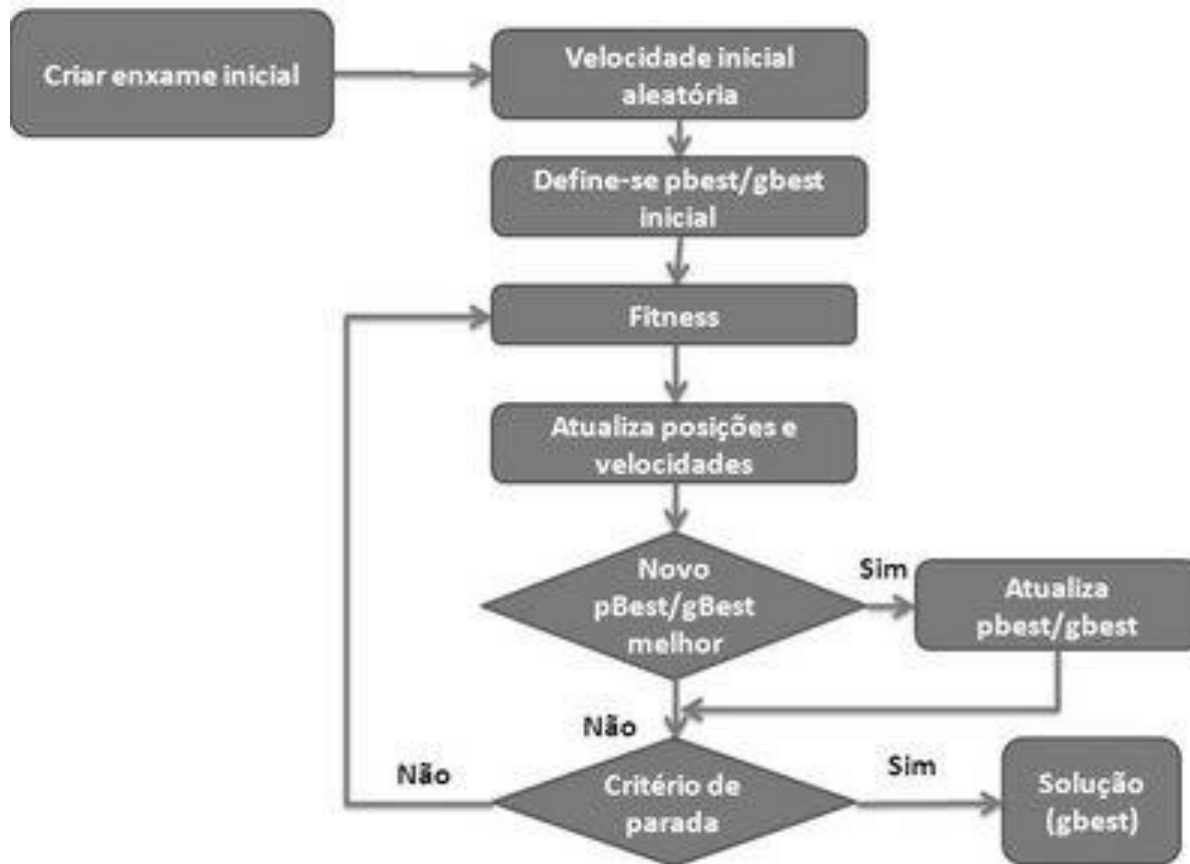 Criar enxame inicial
Velocidade inicial
aleatória
Define-se pbest/gbest
inicial
Fitness
Atualiza posições e
velocidades
Novo
pBest/gBest
melhor
Sim
Atualiza
pbest/gbest
Não
Critério de
parada
Não
Sim
Solução
(gbest)